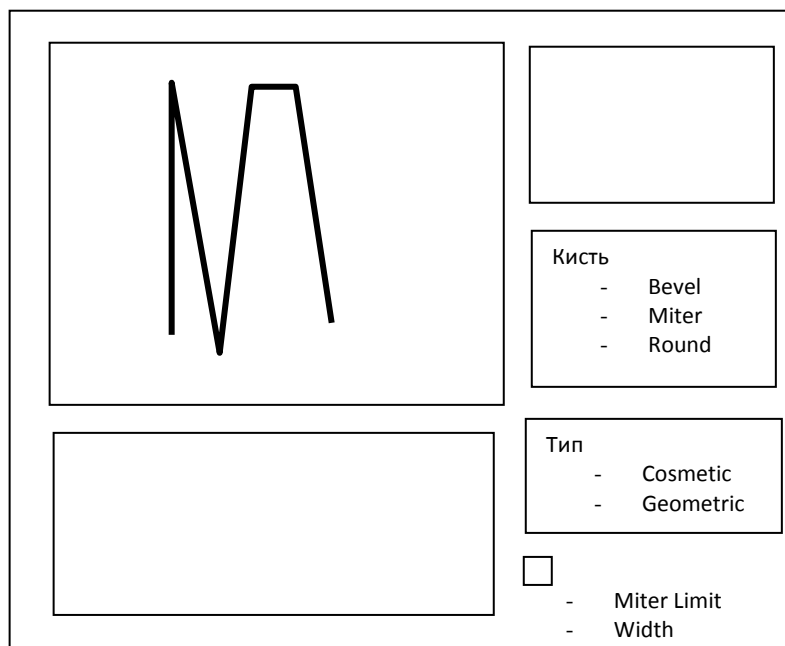 Кисть
- Bevel
- Miter
- Round
Тип
- Cosmetic
- Geometric
- Miter Limit
- Width